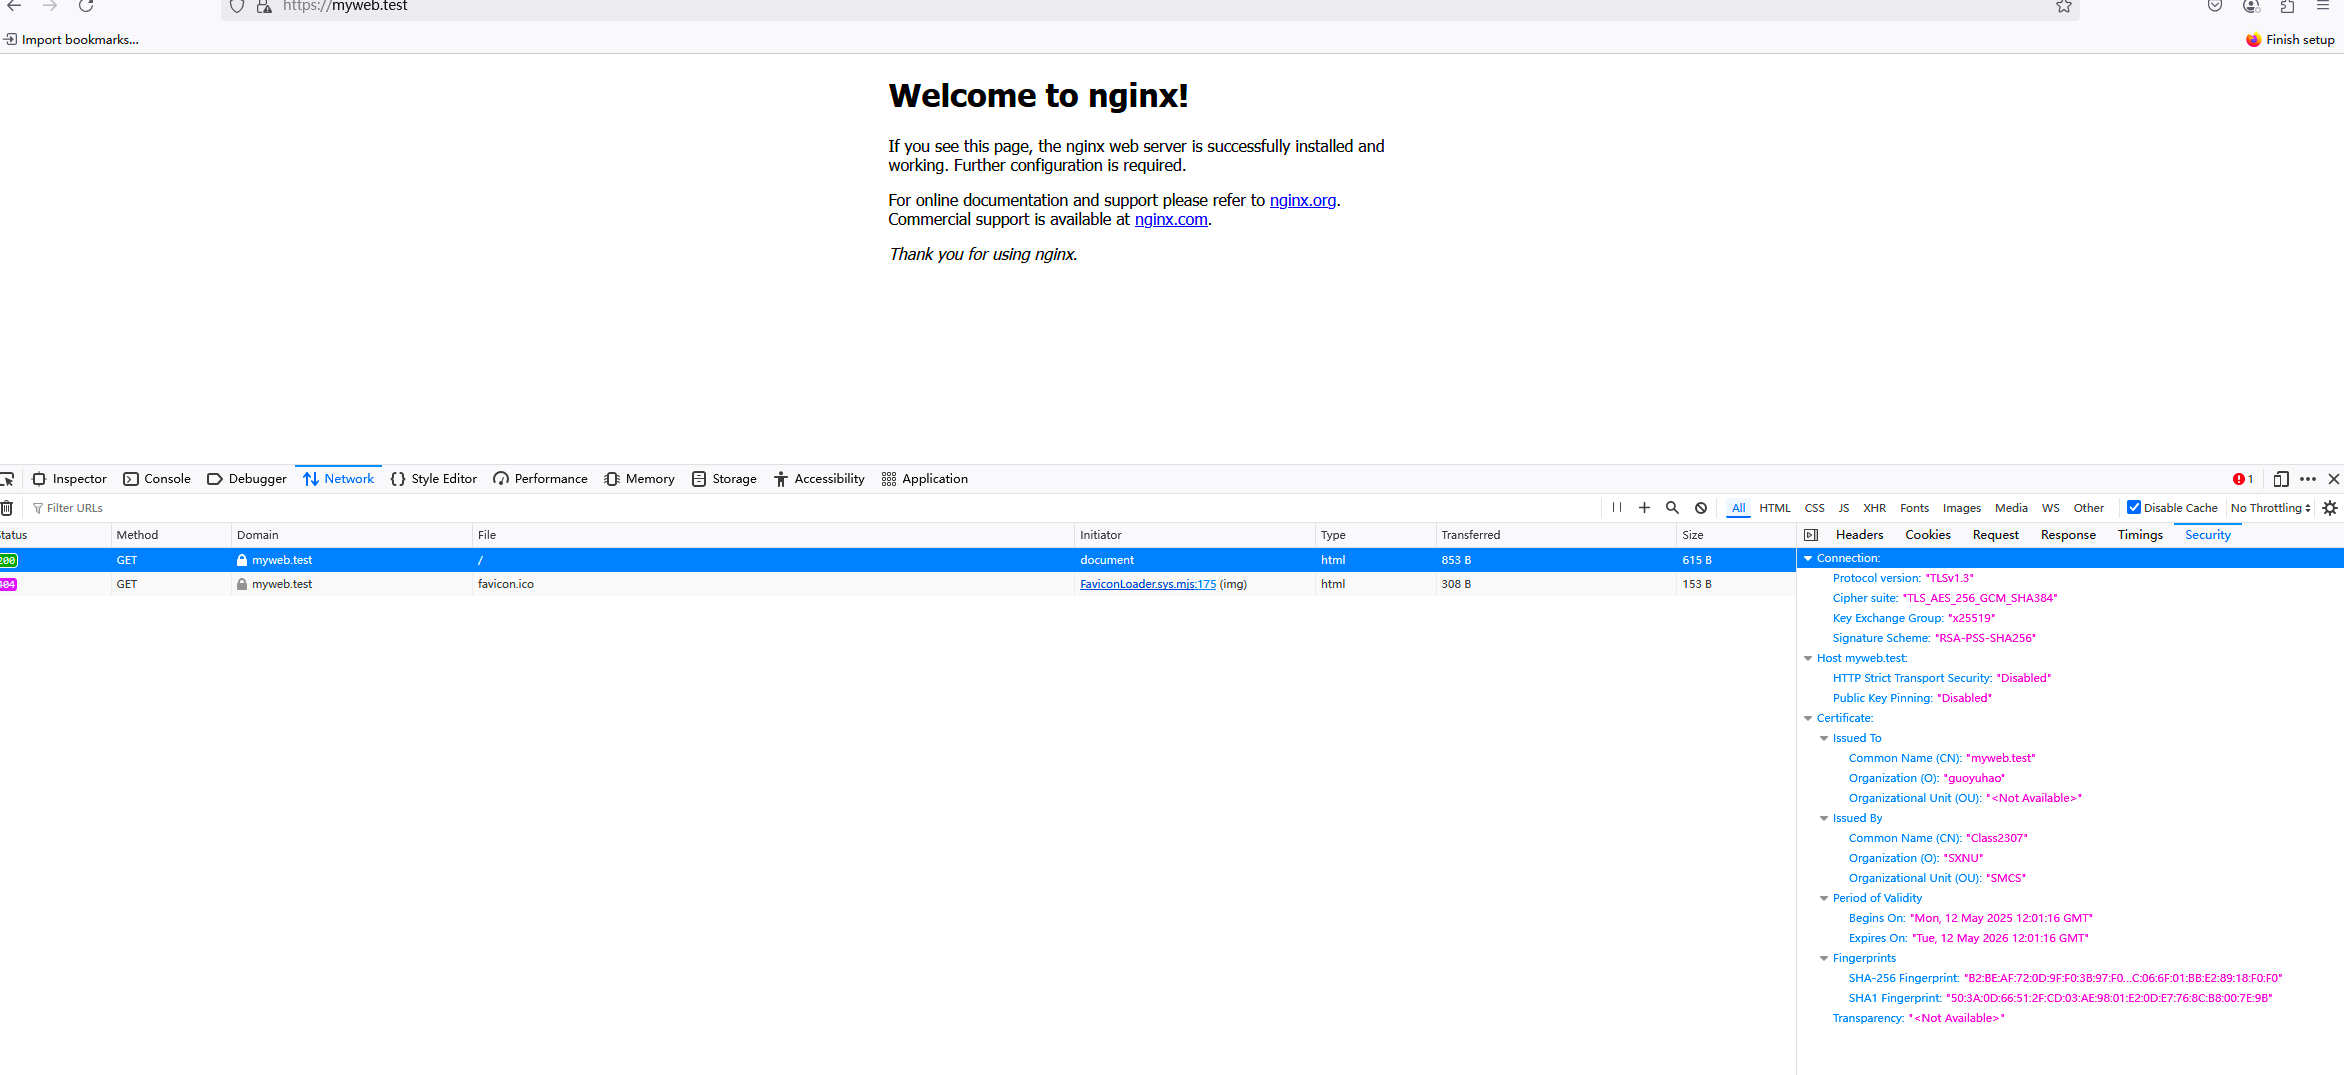 https://myweb.test
Import bookmarks...
Finish setup
Welcome to nginx!
If you see this page, the nginx web server is successfully installed and
working. Further configuration is required.
For online documentation and support please refer to nginx.org.
Commercial support is available at nginx.com.
Thank you for using nginx.
Inspector Console Debugger Network Style Editor Performance Memory Storage Accessibility Application 1
Filter URLs All HTML CSS JS XHR Fonts Images Media WS Other Disable Cache No Throttling
tatus Method Domain File Initiator Type Transferred Size
200 GET myweb.test / document html 853 B 615 B
404 GET myweb.test favicon.ico FaviconLoader.sys.mjs:175 (img) html 308 B 153 B
Headers Cookies Request Response Timings Security
Connection:
Protocol version: "TLSv1.3"
Cipher suite: "TLS_AES_256_GCM_SHA384"
Key Exchange Group: "x25519"
Signature Scheme: "RSA-PSS-SHA256"
Host myweb.test:
HTTP Strict Transport Security: "Disabled"
Public Key Pinning: "Disabled"
Certificate:
Issued To
Common Name (CN): "myweb.test"
Organization (O): "guoyuhao"
Organizational Unit (OU): "<Not Available>"
Issued By
Common Name (CN): "Class2307"
Organization (O): "SXNU"
Organizational Unit (OU): "SMCS"
Period of Validity
Begins On: "Mon, 12 May 2025 12:01:16 GMT"
Expires On: "Tue, 12 May 2026 12:01:16 GMT"
Fingerprints
SHA-256 Fingerprint: "B2:BE:AF:72:0D:9F:F0:3B:97:F0...C:06:6F:01:BB:E2:89:18:F0:F0"
SHA1 Fingerprint: "50:3A:0D:66:51:2F:CD:03:AE:98:01:E2:0D:E7:76:8C:B8:00:7E:9B"
Transparency: "<Not Available>"